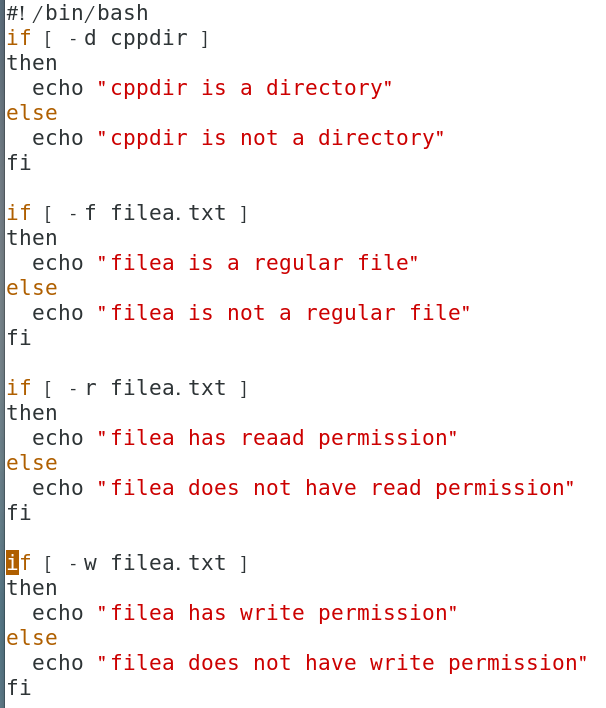 #!/bin/bash
if [ -d cppdir ]
then
  echo "cppdir is a directory"
else
  echo "cppdir is not a directory"
fi

if [ -f filea.txt ]
then
  echo "filea is a regular file"
else
  echo "filea is not a regular file"
fi

if [ -r filea.txt ]
then
  echo "filea has reaad permission"
else
  echo "filea does not have read permission"
fi

if [ -w filea.txt ]
then
  echo "filea has write permission"
else
  echo "filea does not have write permission"
fi